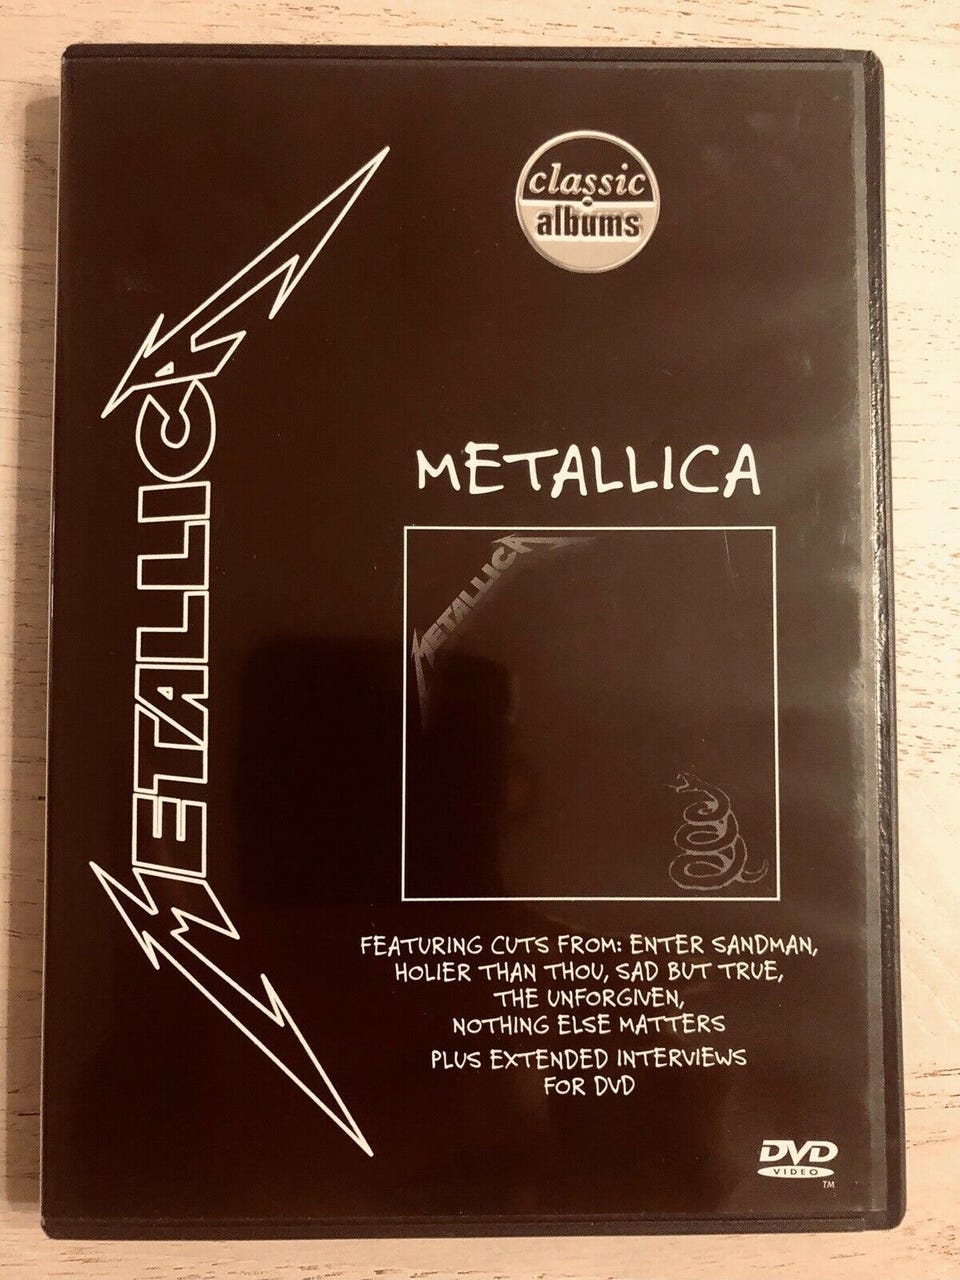 METALLICA
classic
albums
METALLICA
METALLICA
FEATURING CUTS FROM: ENTER SANDMAN,
HOLIER THAN THOU, SAD BUT TRUE,
THE UNFORGIVEN,
NOTHING ELSE MATTERS
PLUS EXTENDED INTERVIEWS
FOR DVD
DVD
VIDEO
TM